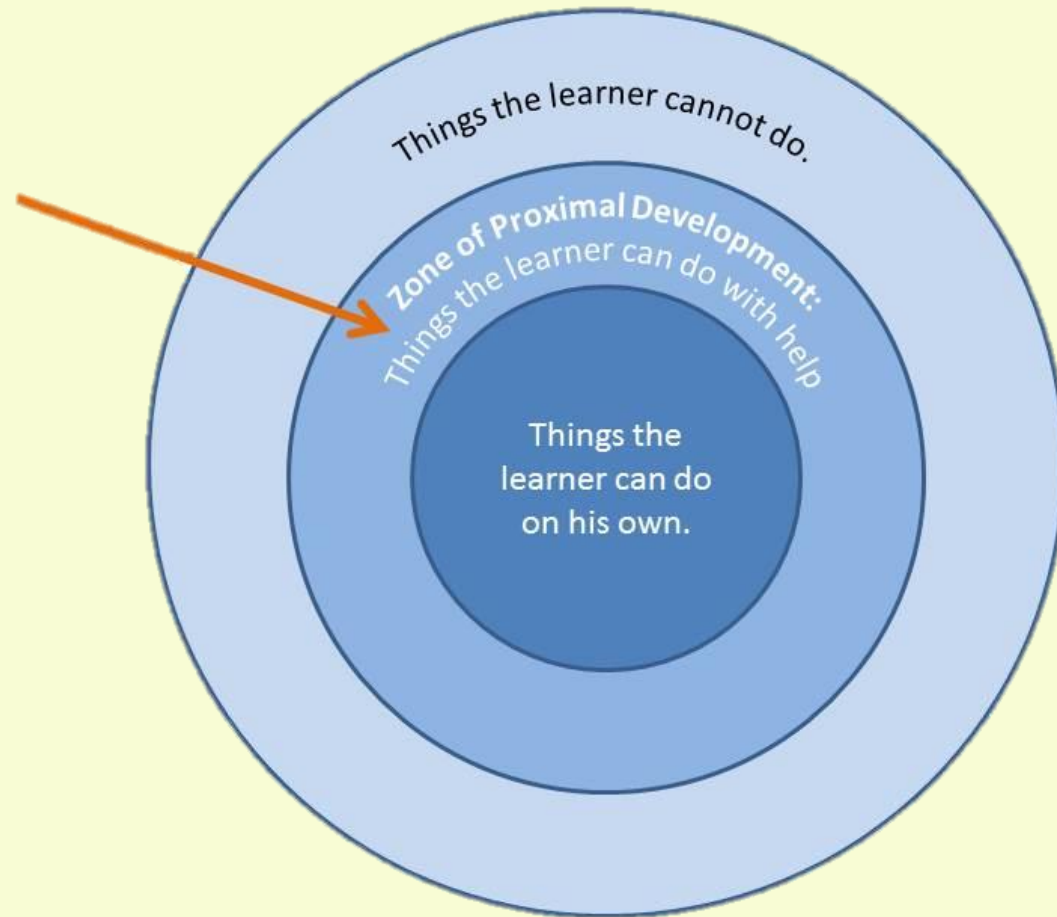 Things the learner cannot do.
Zone of Proximal Development:
Things the learner can do with help
Things the
learner can do
on his own.